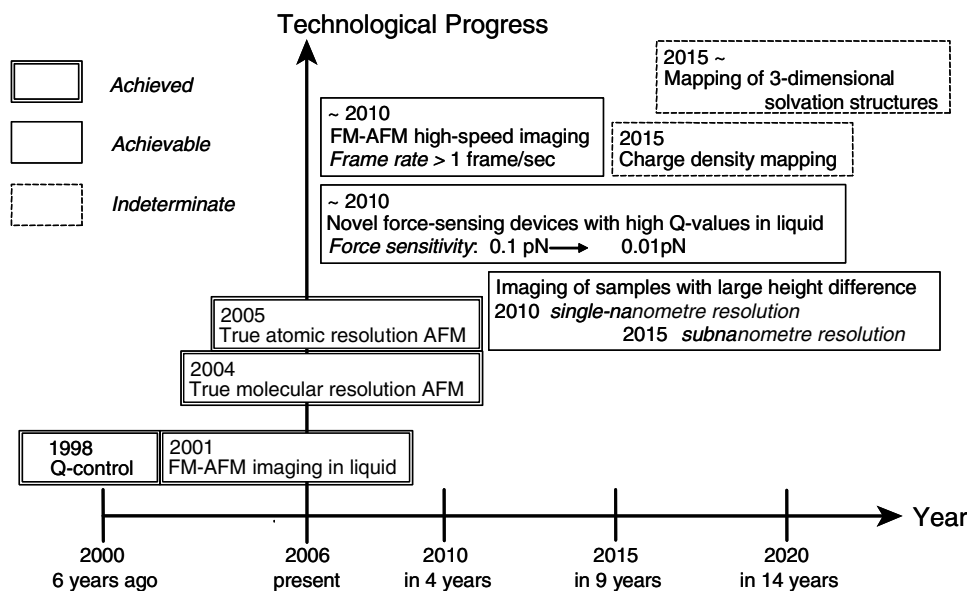 Technological Progress
Achieved
Achievable
Indeterminate
2015 ~
Mapping of 3-dimensional
solvation structures
~ 2010
FM-AFM high-speed imaging
Frame rate > 1 frame/sec
2015
Charge density mapping
~ 2010
Novel force-sensing devices with high Q-values in liquid
Force sensitivity: 0.1 pN → 0.01pN
Imaging of samples with large height difference
2010 single-nanometre resolution
2015 subnanometre resolution
2005
True atomic resolution AFM
2004
True molecular resolution AFM
1998
Q-control
2001
FM-AFM imaging in liquid
Year
2000
6 years ago
2006
present
2010
in 4 years
2015
in 9 years
2020
in 14 years